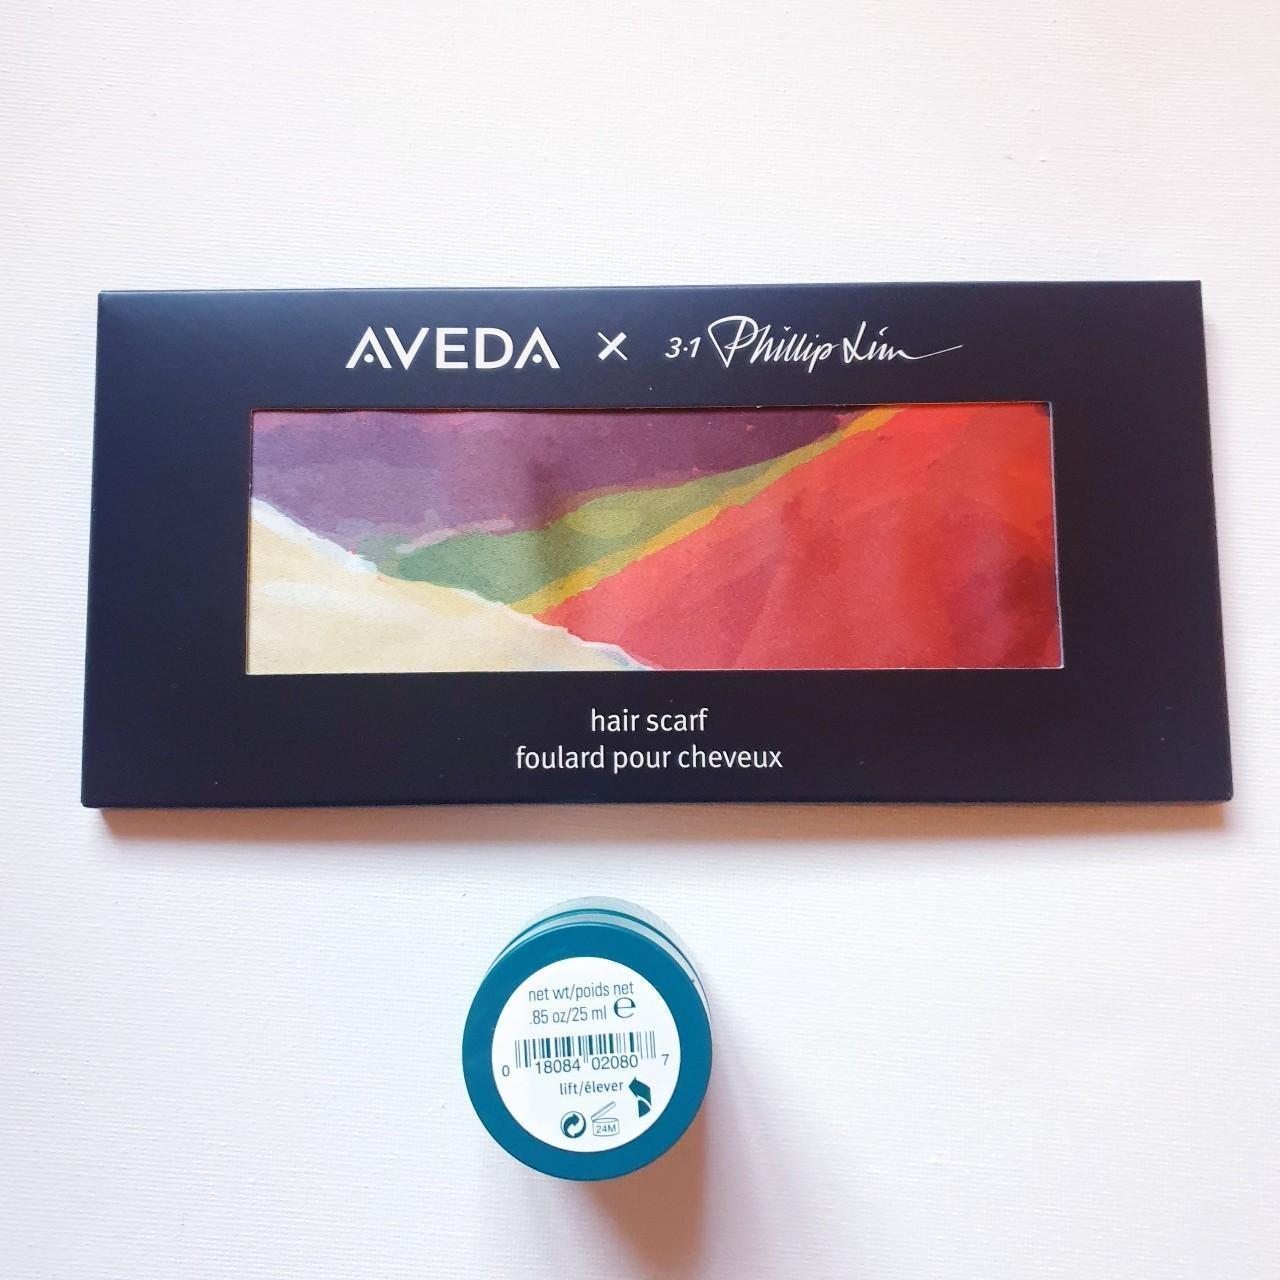 AVEDA × 3·1 Phillip Lim
hair scarf
foulard pour cheveux
net wt/poids net
.85 oz/25 ml ℮
0 18084 02080 7
lift/élever
24M